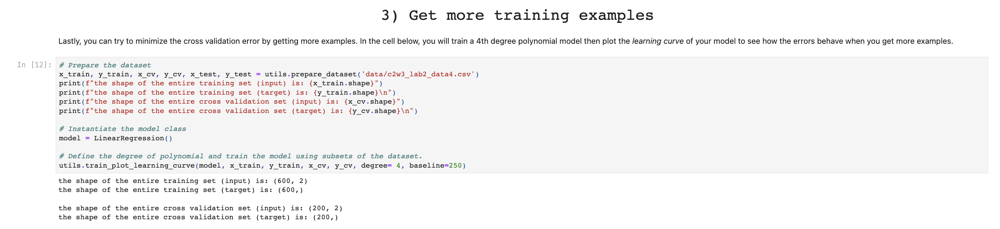 3) Get more training examples
Lastly, you can try to minimize the cross validation error by getting more examples. In the cell below, you will train a 4th degree polynomial model then plot the learning curve of your model to see how the errors behave when you get more examples.
In [12]:
# Prepare the dataset
x_train, y_train, x_cv, y_cv, x_test, y_test = utils.prepare_dataset('data/c2w3_lab2_data4.csv')
print(f"the shape of the entire training set (input) is: {x_train.shape}")
print(f"the shape of the entire training set (target) is: {y_train.shape}\n")
print(f"the shape of the entire cross validation set (input) is: {x_cv.shape}")
print(f"the shape of the entire cross validation set (target) is: {y_cv.shape}\n")
# Instantiate the model class
model = LinearRegression()
# Define the degree of polynomial and train the model using subsets of the dataset.
utils.train_plot_learning_curve(model, x_train, y_train, x_cv, y_cv, degree= 4, baseline=250)
the shape of the entire training set (input) is: (600, 2)
the shape of the entire training set (target) is: (600,)
the shape of the entire cross validation set (input) is: (200, 2)
the shape of the entire cross validation set (target) is: (200,)